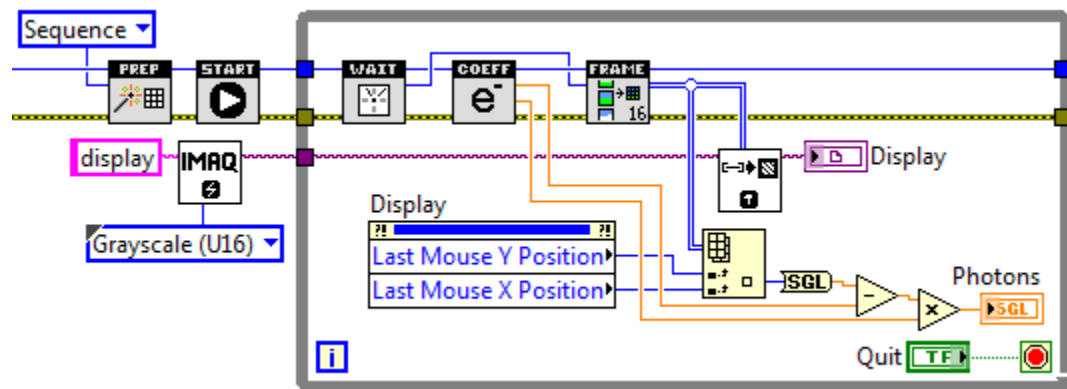 Sequence
PREP
START
WAIT
COEFF
FRAME
e-
16
display
IMAQ
Display
Grayscale (U16)
Display
?! ?!
Last Mouse Y Position
Last Mouse X Position
SGL
-
x
Photons
SGL
i
Quit TF